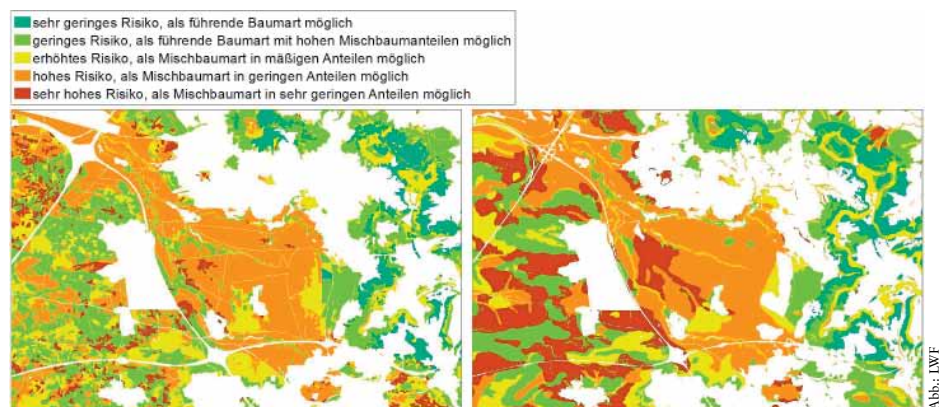 sehr geringes Risiko, als führende Baumart möglich
geringes Risiko, als führende Baumart mit hohen Mischbaumanteilen möglich
erhöhtes Risiko, als Mischbaumart in mäßigen Anteilen möglich
hohes Risiko, als Mischbaumart in geringen Anteilen möglich
sehr hohes Risiko, als Mischbaumart in sehr geringen Anteilen möglich
Abb.: LWF